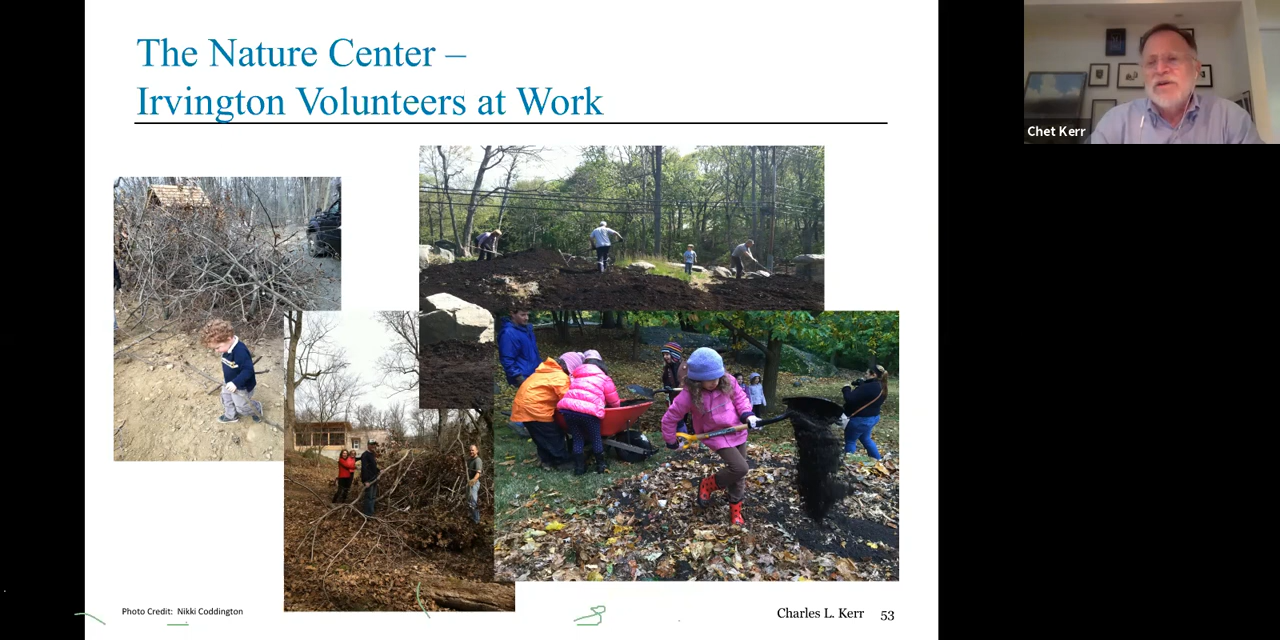 The Nature Center –
Irvington Volunteers at Work
Chet Kerr
Photo Credit: Nikki Coddington
Charles L. Kerr 53